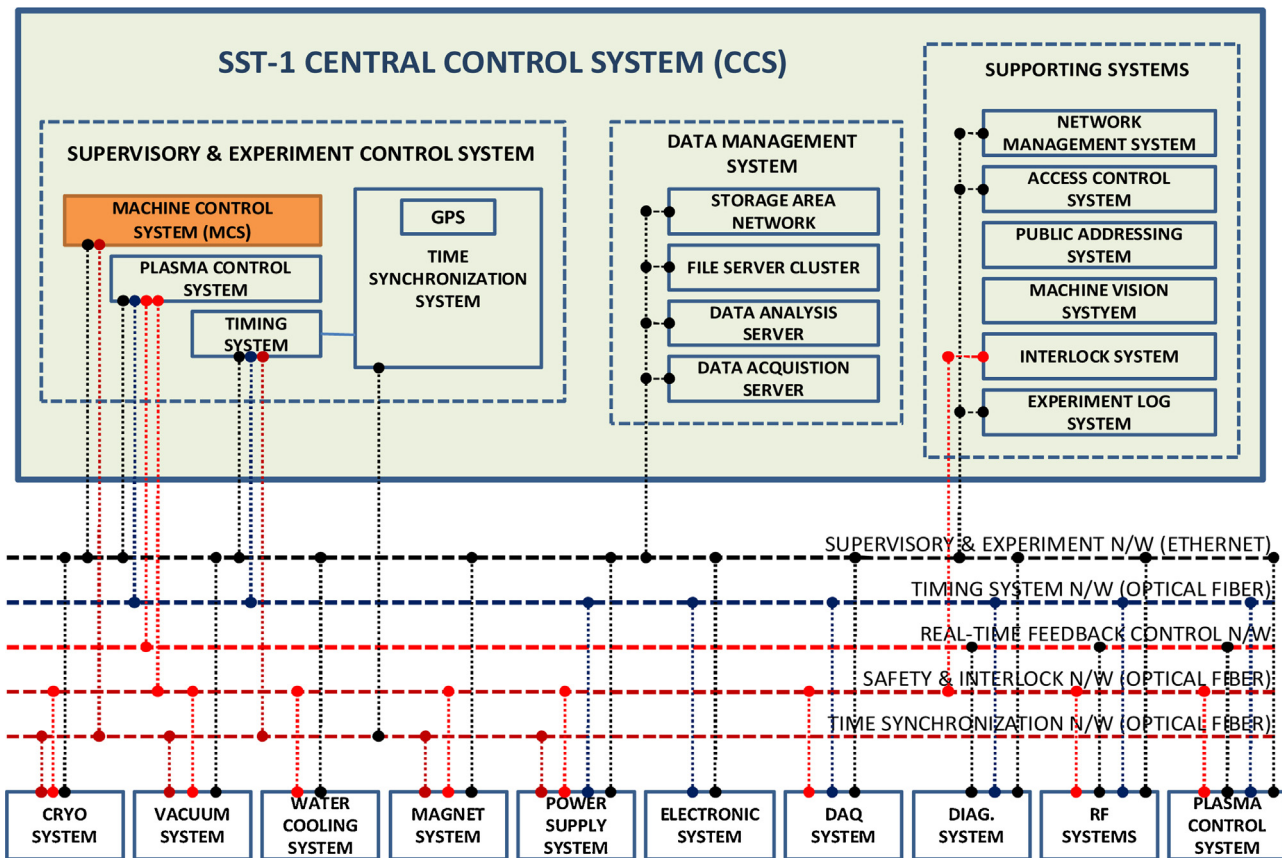 SST-1 CENTRAL CONTROL SYSTEM (CCS)
SUPERVISORY & EXPERIMENT CONTROL SYSTEM
MACHINE CONTROL
SYSTEM (MCS)
PLASMA CONTROL
SYSTEM
TIMING
SYSTEM
GPS
TIME
SYNCHRONIZATION
SYSTEM
DATA MANAGEMENT
SYSTEM
STORAGE AREA
NETWORK
FILE SERVER CLUSTER
DATA ANALYSIS
SERVER
DATA ACQUISTION
SERVER
SUPPORTING SYSTEMS
NETWORK
MANAGEMENT SYSTEM
ACCESS CONTROL
SYSTEM
PUBLIC ADDRESSING
SYSTEM
MACHINE VISION
SYSTYEM
INTERLOCK SYSTEM
EXPERIMENT LOG
SYSTEM
SUPERVISORY & EXPERIMENT N/W (ETHERNET)
TIMING SYSTEM N/W (OPTICAL FIBER)
REAL-TIME FEEDBACK CONTROL N/W
SAFETY & INTERLOCK N/W (OPTICAL FIBER)
TIME SYNCHRONIZATION N/W (OPTICAL FIBER)
CRYO
SYSTEM
VACUUM
SYSTEM
WATER
COOLING
SYSTEM
MAGNET
SYSTEM
POWER
SUPPLY
SYSTEM
ELECTRONIC
SYSTEM
DAQ
SYSTEM
DIAG.
SYSTEM
RF
SYSTEMS
PLASMA
CONTROL
SYSTEM